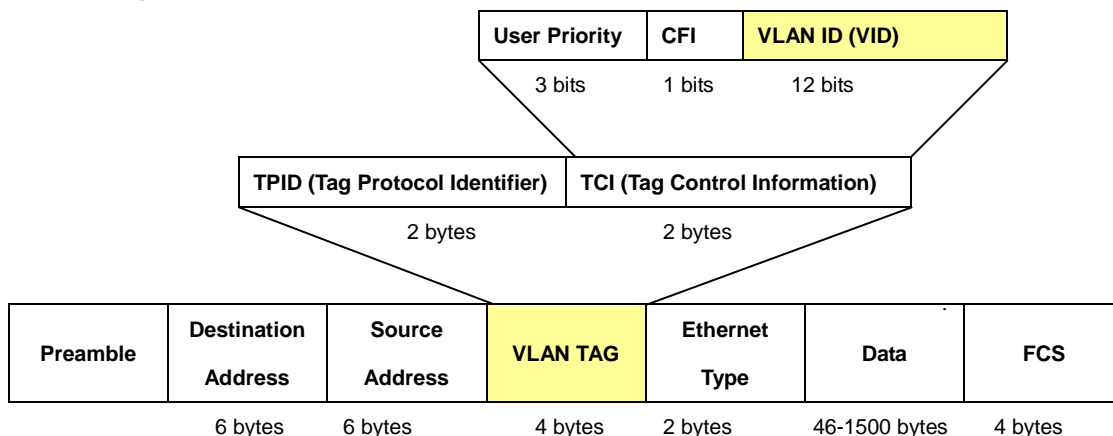 User Priority CFI VLAN ID (VID)
3 bits 1 bits 12 bits
TPID (Tag Protocol Identifier) TCI (Tag Control Information)
2 bytes 2 bytes
Preamble Destination Address Source Address VLAN TAG Ethernet Type Data FCS
6 bytes 6 bytes 4 bytes 2 bytes 46-1500 bytes 4 bytes